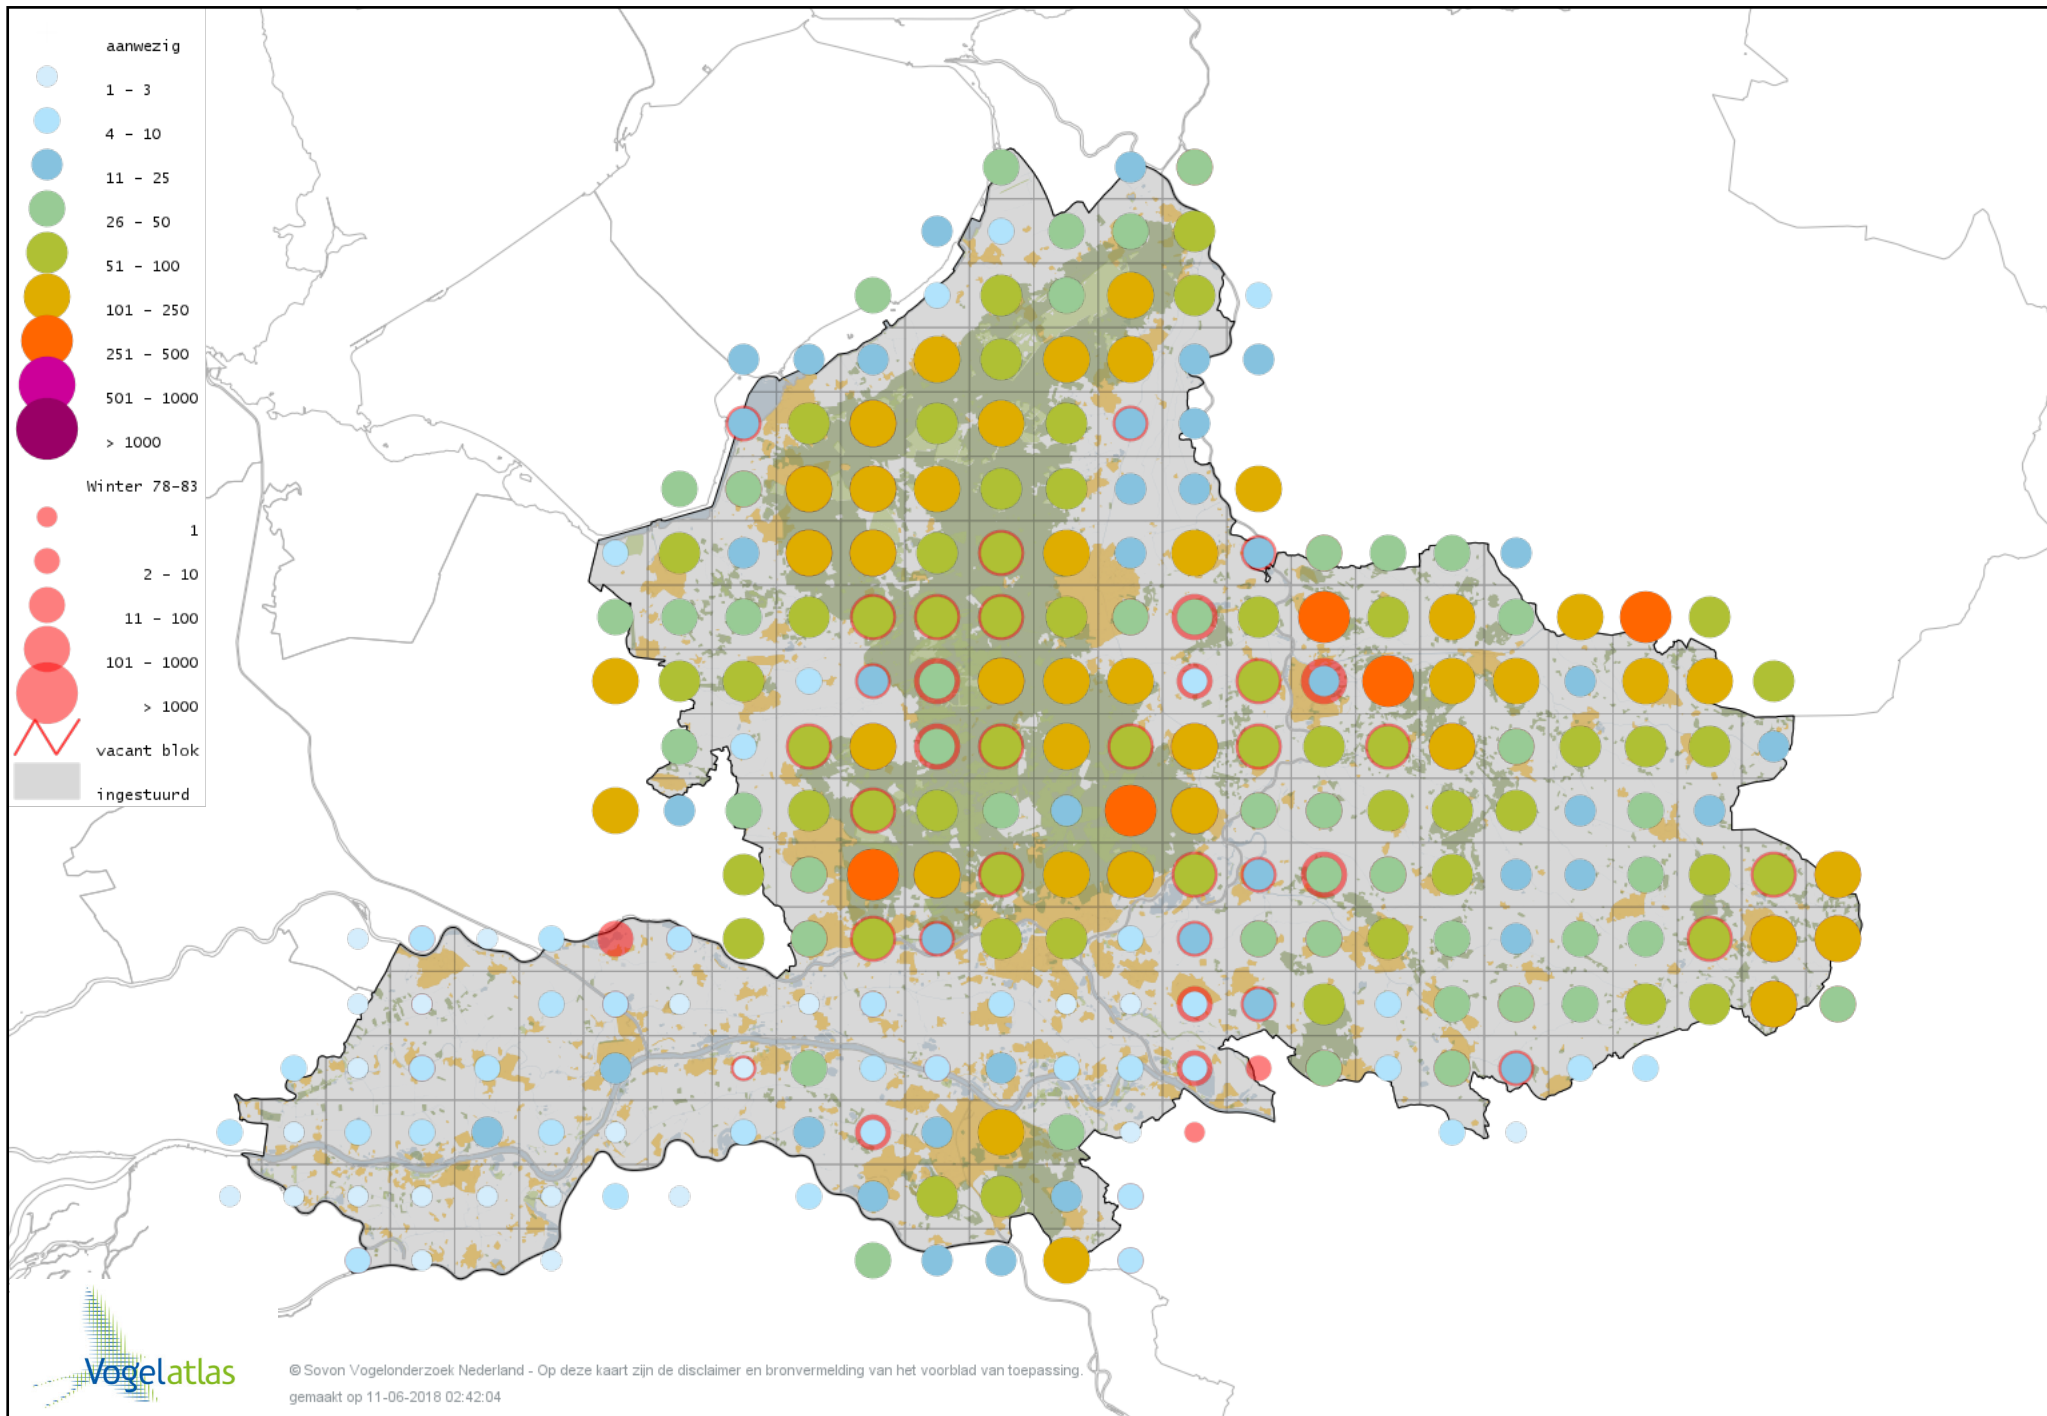 aanwezig
1 - 3
4 - 10
11 - 25
26 - 50
51 - 100
101 - 250
251 - 500
501 - 1000
> 1000
Winter 78-83
1
2 - 10
11 - 100
101 - 1000
> 1000
vacant blok
ingestuurd
Vogelatlas
© Sovon Vogelonderzoek Nederland - Op deze kaart zijn de disclaimer en bronvermelding van het voorblad van toepassing.
gemaakt op 11-06-2018 02:42:04